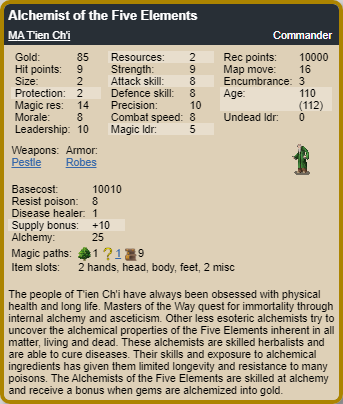 Alchemist of the Five Elements
MA T'ien Ch'i Commander
Gold: 85 Resources: 2 Rec points: 10000
Hit points: 9 Strength: 9 Map move: 16
Size: 2 Attack skill: 8 Encumbrance: 3
Protection: 2 Defence skill: 8 Age: 110
Magic res: 14 Precision: 10 (112)
Morale: 8 Combat speed: 8 Undead ldr: 0
Leadership: 10 Magic ldr: 5
Weapons: Armor:
Pestle Robes
Basecost: 10010
Resist poison: 8
Disease healer: 1
Supply bonus: +10
Alchemy: 25
Magic paths: 1 ? 1 9
Item slots: 2 hands, head, body, feet, 2 misc
The people of T'ien Ch'i have always been obsessed with physical
health and long life. Masters of the Way quest for immortality through
internal alchemy and asceticism. Other less esoteric alchemists try to
uncover the alchemical properties of the Five Elements inherent in all
matter, living and dead. These alchemists are skilled herbalists and
are able to cure diseases. Their skills and exposure to alchemical
ingredients has given them limited longevity and resistance to many
poisons. The Alchemists of the Five Elements are skilled at alchemy
and receive a bonus when gems are alchemized into gold.